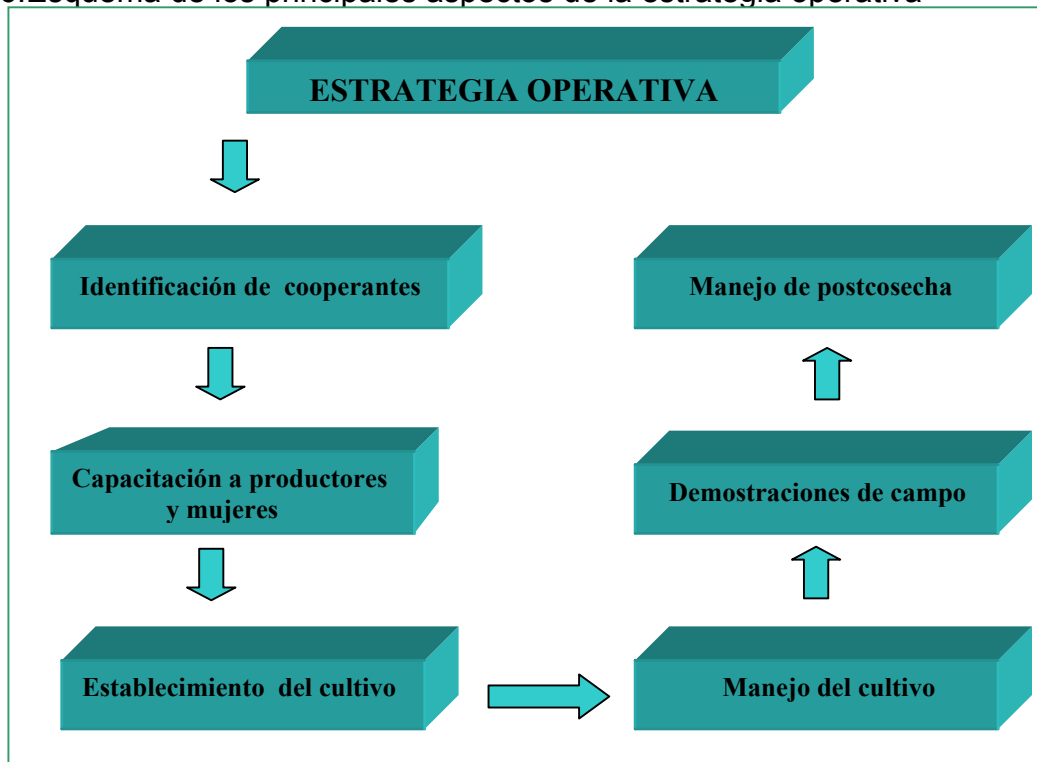 Esquema de los principales aspectos de la estrategia operativa
ESTRATEGIA OPERATIVA
Identificación de cooperantes
Capacitación a productores
y mujeres
Establecimiento del cultivo
Manejo del cultivo
Demostraciones de campo
Manejo de postcosecha